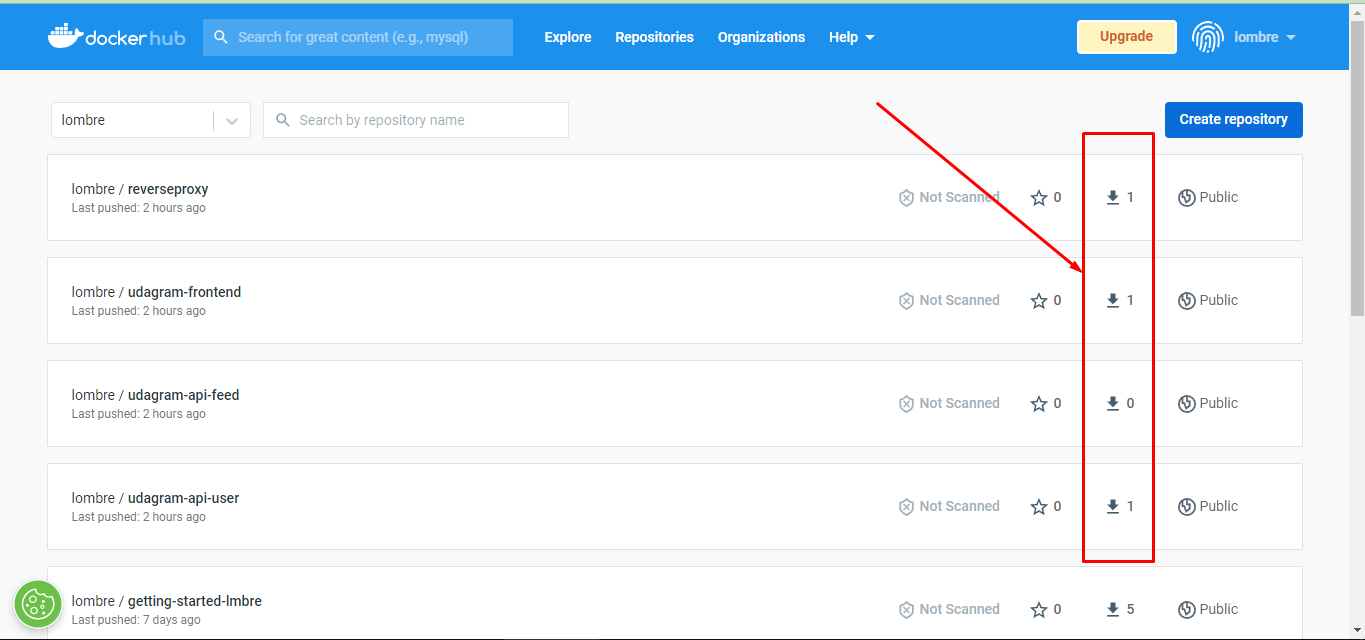 docker hub
Search for great content (e.g., mysql)
Explore
Repositories
Organizations
Help
Upgrade
lombre
lombre
Search by repository name
Create repository
lombre / reverseproxy
Last pushed: 2 hours ago
Not Scanned
0
1
Public
lombre / udagram-frontend
Last pushed: 2 hours ago
Not Scanned
0
1
Public
lombre / udagram-api-feed
Last pushed: 2 hours ago
Not Scanned
0
0
Public
lombre / udagram-api-user
Last pushed: 2 hours ago
Not Scanned
0
1
Public
lombre / getting-started-lmbre
Last pushed: 7 days ago
Not Scanned
0
5
Public